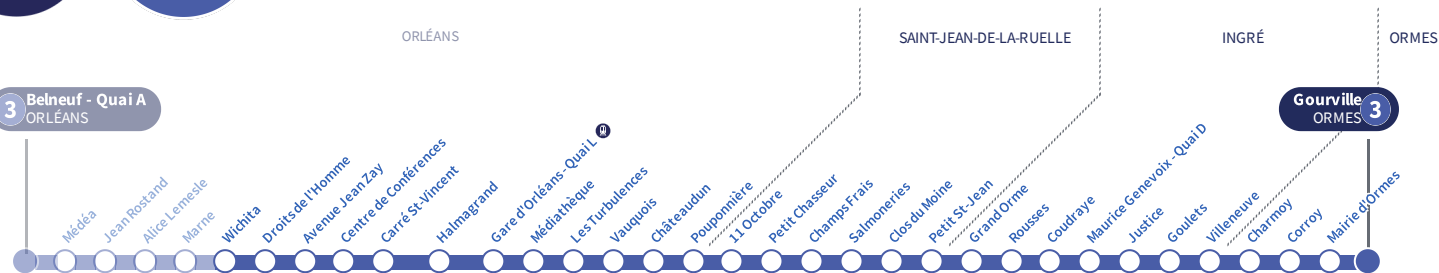 ORLÉANS
SAINT-JEAN-DE-LA-RUELLE
INGRÉ
ORMES
3
Belneuf - Quai A
ORLÉANS
Gourville
ORMES
3
Médéa
Jean Rostand
Alice Lemesle
Marne
Wichita
Droits de l'Homme
Avenue Jean Zay
Centre de Conférences
Carré St-Vincent
Halmagrand
Gare d'Orléans - Quai L
Médiathèque
Les Turbulences
Vauquois
Châteaudun
Pouponnière
11 Octobre
Petit Chasseur
Champs Frais
Salmoneries
Clos du Moine
Petit St-Jean
Grand Orme
Rousses
Coudraye
Maurice Genevoix - Quai D
Justice
Goulets
Villeneuve
Charmoy
Corroy
Mairie d'Ormes